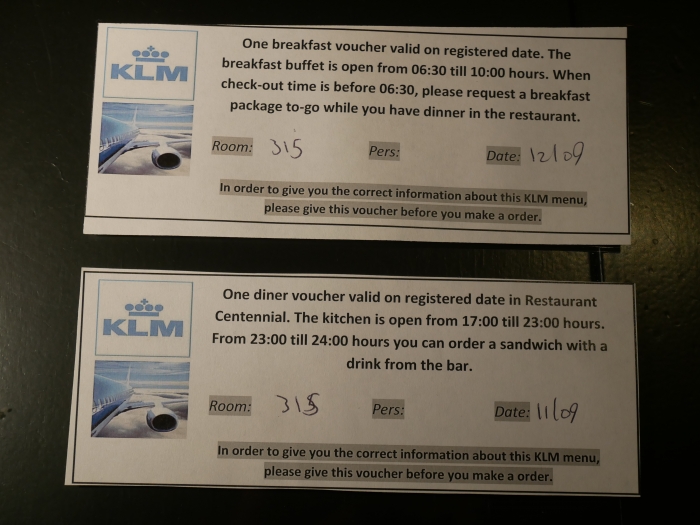 KLM
One breakfast voucher valid on registered date. The
breakfast buffet is open from 06:30 till 10:00 hours. When
check-out time is before 06:30, please request a breakfast
package to-go while you have dinner in the restaurant.
Room: 315 Pers: Date: 12/09
In order to give you the correct information about this KLM menu,
please give this voucher before you make a order.
KLM
One diner voucher valid on registered date in Restaurant
Centennial. The kitchen is open from 17:00 till 23:00 hours.
From 23:00 till 24:00 hours you can order a sandwich with a
drink from the bar.
Room: 315 Pers: Date: 11/09
In order to give you the correct information about this KLM menu,
please give this voucher before you make a order.